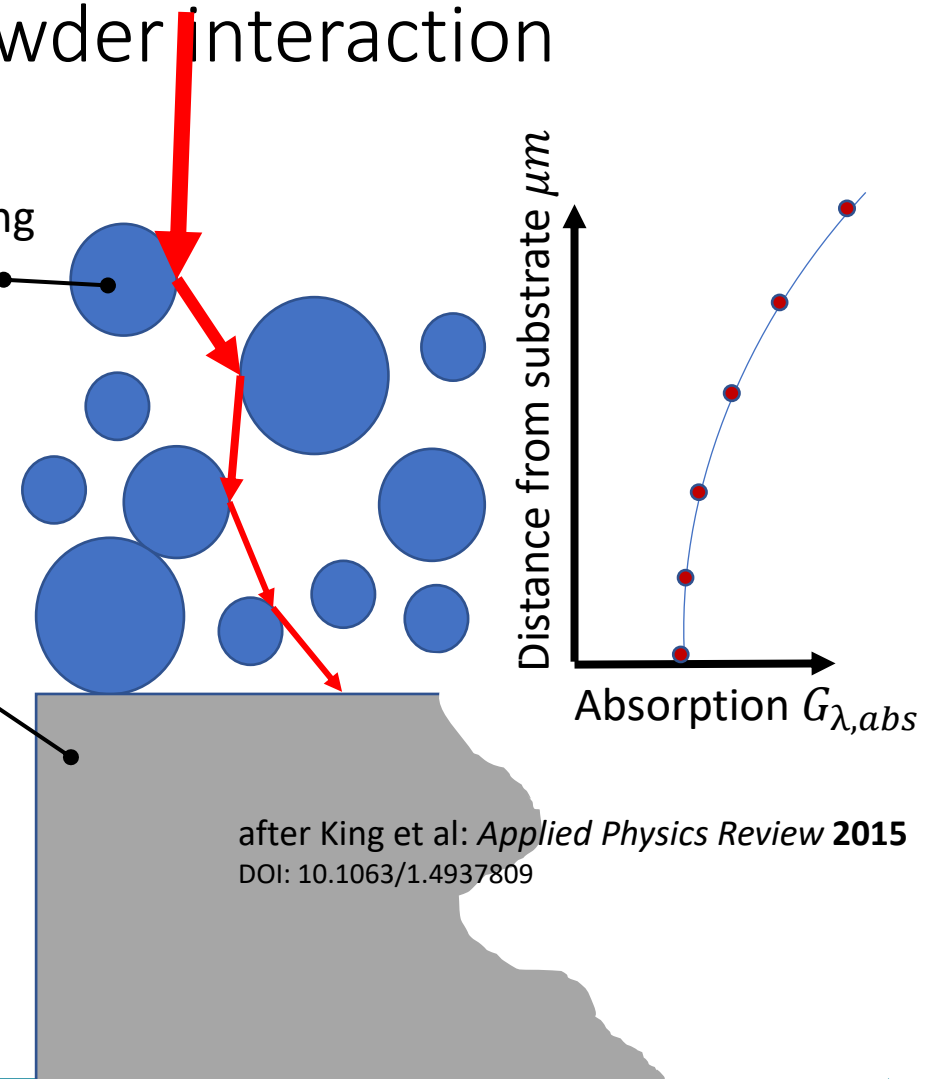 wder interaction
ng
Distance from substrate μm
Absorption G_λ,abs
after King et al: Applied Physics Review 2015
DOI: 10.1063/1.4937809